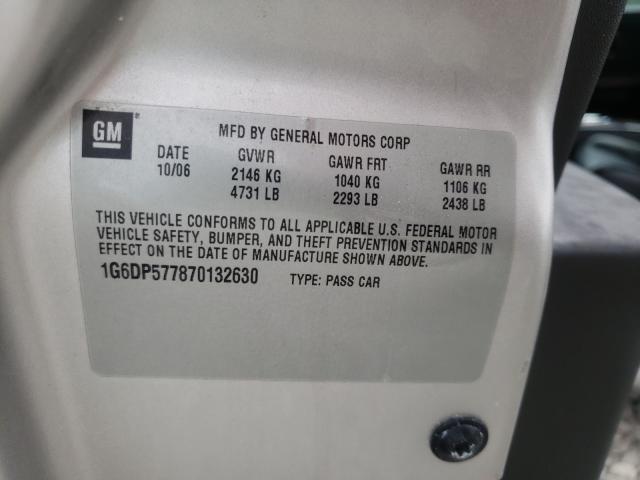 GM
MFD BY GENERAL MOTORS CORP
DATE GVWR GAWR FRT GAWR RR
10/06 2146 KG 1040 KG 1106 KG
4731 LB 2293 LB 2438 LB
THIS VEHICLE CONFORMS TO ALL APPLICABLE U.S. FEDERAL MOTOR
VEHICLE SAFETY, BUMPER, AND THEFT PREVENTION STANDARDS IN
EFFECT ON THE DATE OF MANUFACTURE SHOWN ABOVE.
1G6DP577870132630 TYPE: PASS CAR